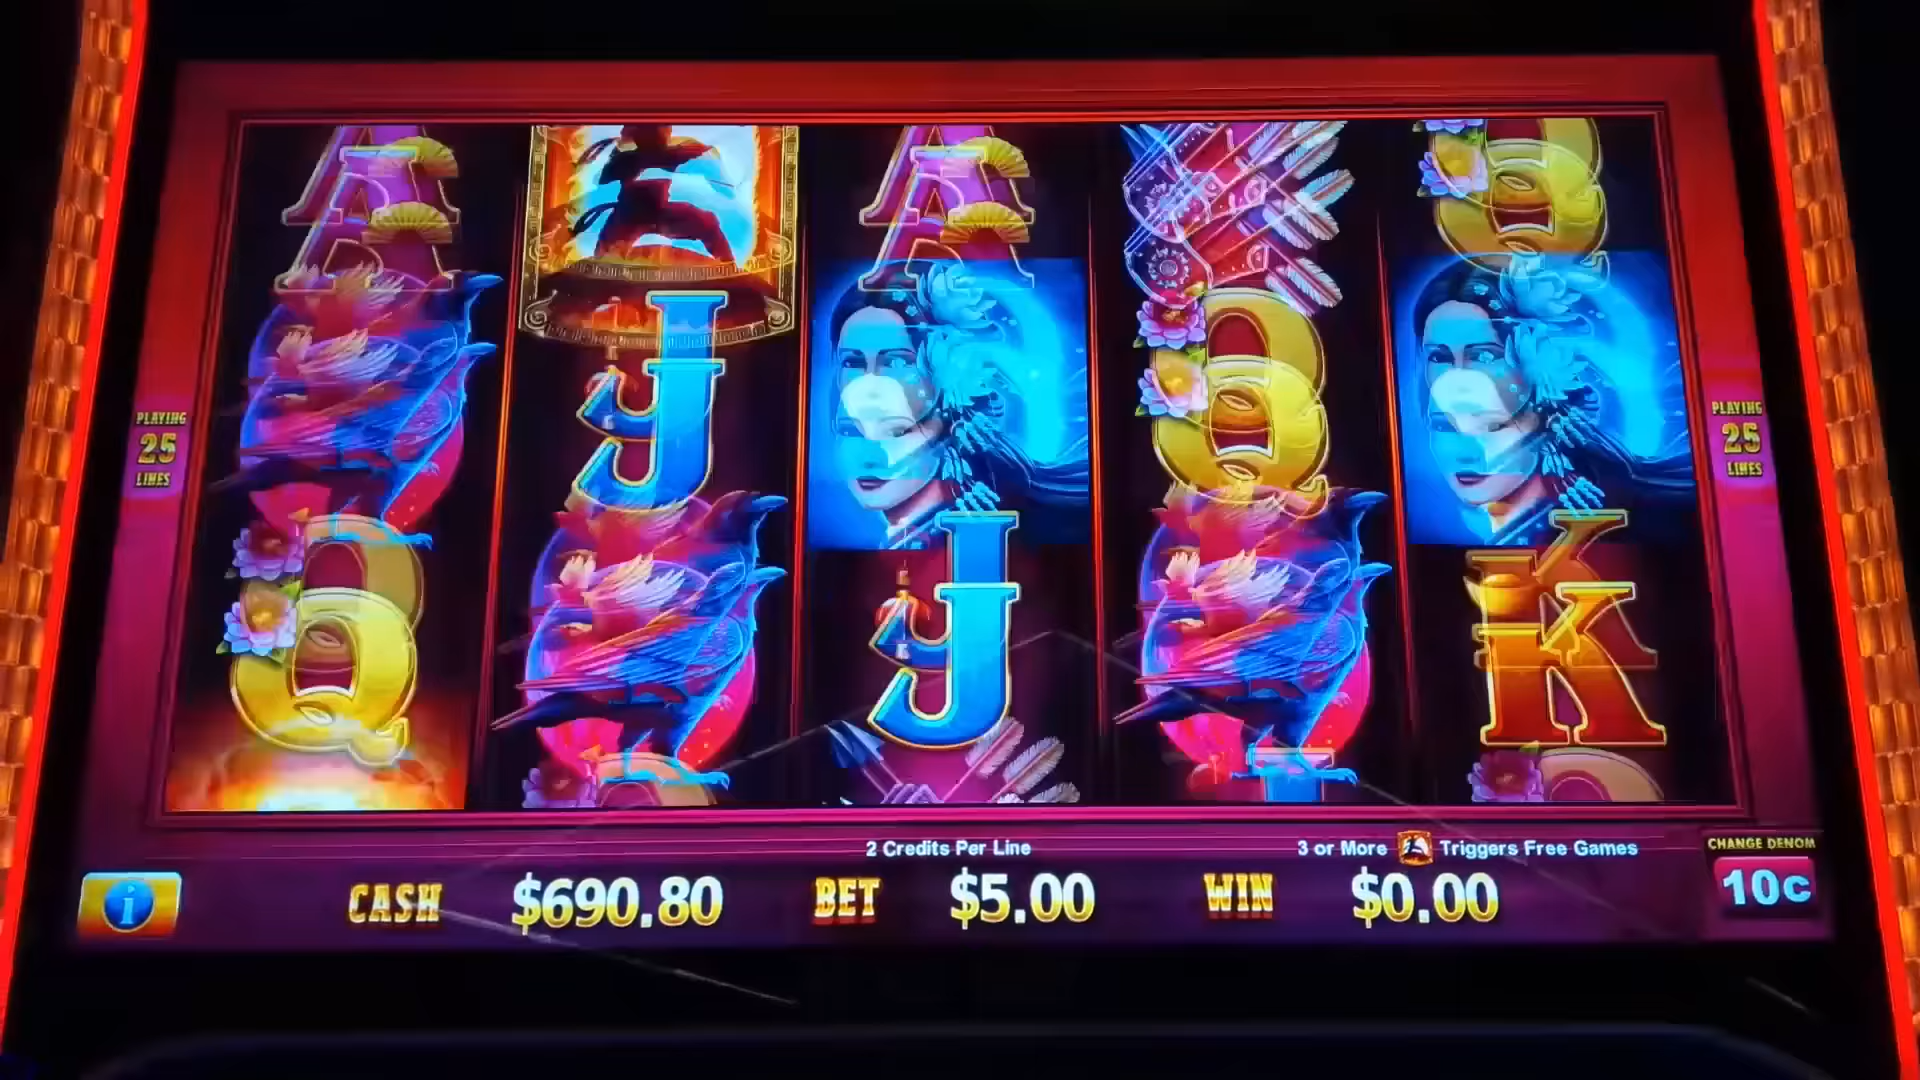 A A
Q Q
J Q
J K
Q
PLAYING
25
LINES
PLAYING
25
LINES
2 Credits Per Line
3 or More Triggers Free Games
CHANGE DENOM
10c
i
CASH $690.80 BET $5.00 WIN $0.00